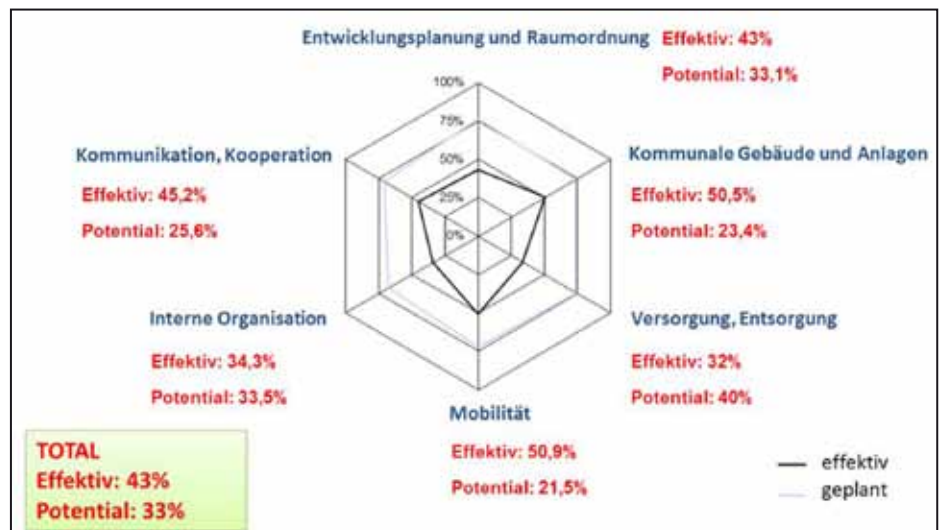 Entwicklungsplanung und Raumordnung
Effektiv: 43%
Potential: 33,1%
100%
75%
50%
25%
0%
Kommunikation, Kooperation
Effektiv: 45,2%
Potential: 25,6%
Kommunale Gebäude und Anlagen
Effektiv: 50,5%
Potential: 23,4%
Interne Organisation
Effektiv: 34,3%
Potential: 33,5%
Versorgung, Entsorgung
Effektiv: 32%
Potential: 40%
Mobilität
Effektiv: 50,9%
Potential: 21,5%
TOTAL
Effektiv: 43%
Potential: 33%
effektiv
geplant